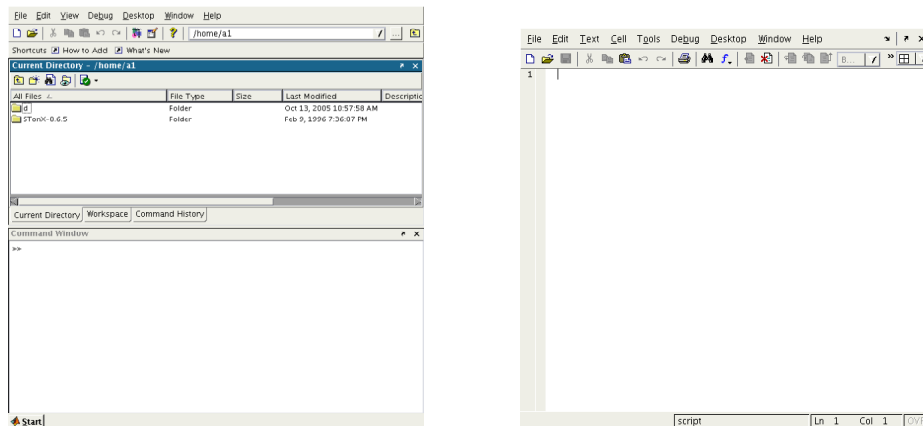 File Edit View Debug Desktop Window Help
/home/a1
...
Shortcuts How to Add What's New
Current Directory - /home/a1
All Files File Type Size Last Modified Descriptic
d Folder Oct 13, 2005 10:57:58 AM
STonX-0.6.5 Folder Feb 9, 1996 7:36:07 PM
Current Directory Workspace Command History
Command Window
>>
Start
File Edit Text Cell Tools Debug Desktop Window Help
B...
1
script Ln 1 Col 1 OVR